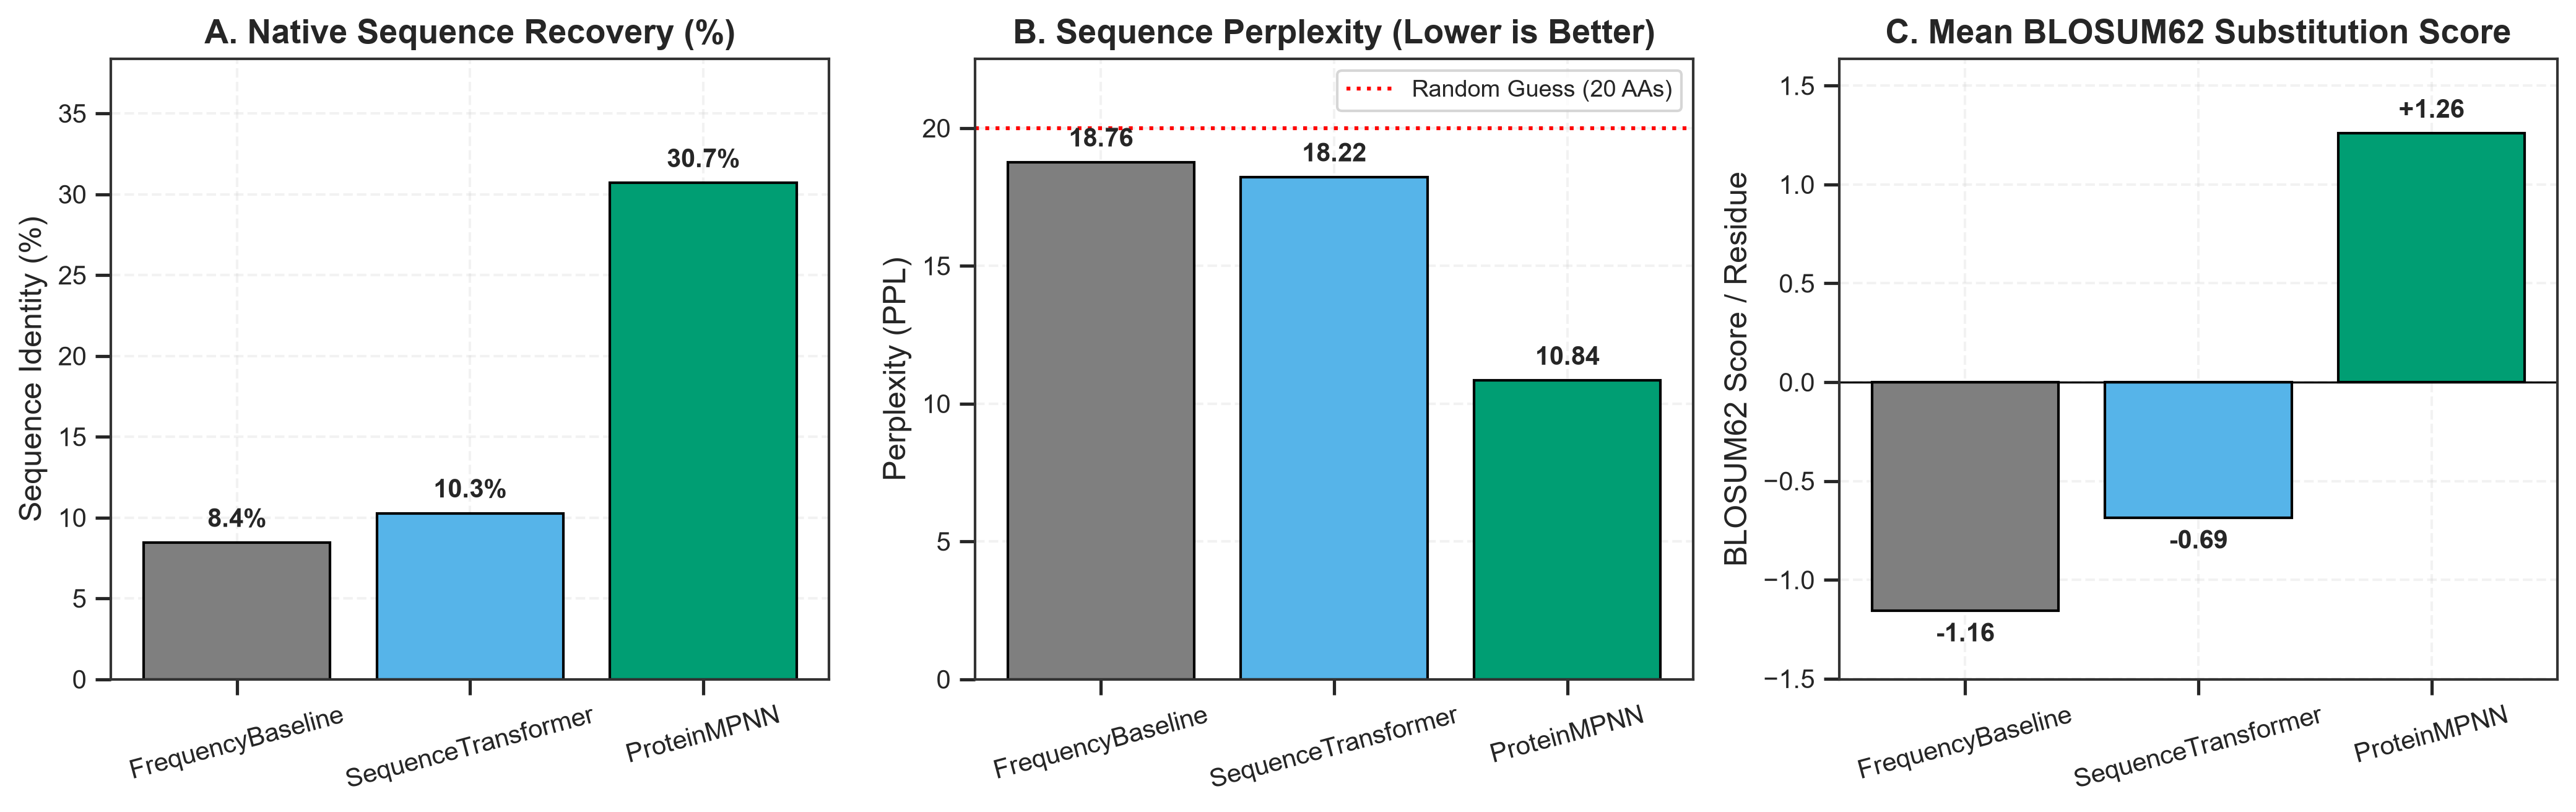 A. Native Sequence Recovery (%)
Sequence Identity (%)
35
30
25
20
15
10
5
0
8.4%
10.3%
30.7%
FrequencyBaseline
SequenceTransformer
ProteinMPNN
B. Sequence Perplexity (Lower is Better)
Perplexity (PPL)
20
15
10
5
0
Random Guess (20 AAs)
18.76
18.22
10.84
FrequencyBaseline
SequenceTransformer
ProteinMPNN
C. Mean BLOSUM62 Substitution Score
BLOSUM62 Score / Residue
1.5
1.0
0.5
0.0
−0.5
−1.0
−1.5
-1.16
-0.69
+1.26
FrequencyBaseline
SequenceTransformer
ProteinMPNN